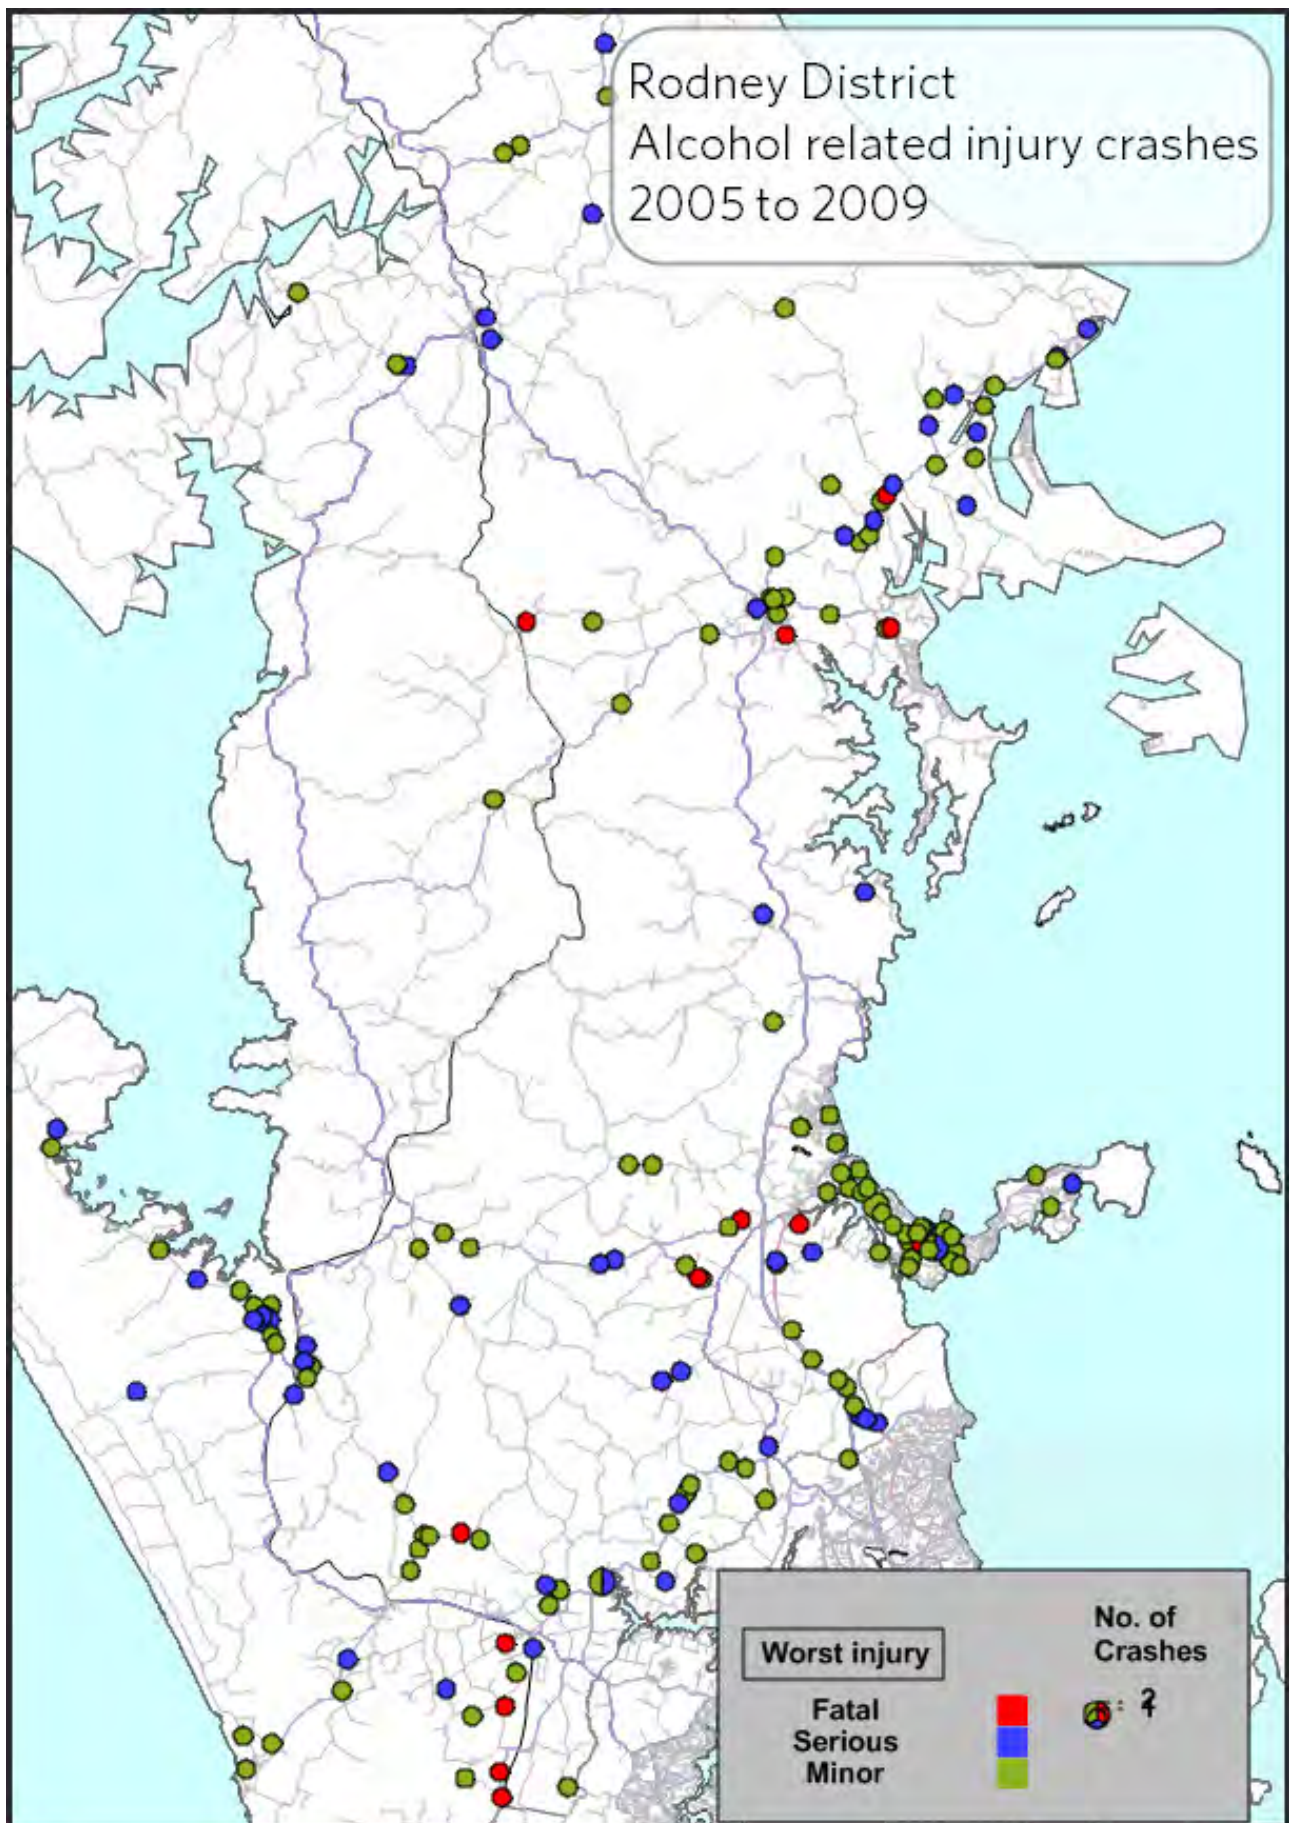 Rodney District
Alcohol related injury crashes
2005 to 2009
No. of
Crashes
Worst injury
Fatal
Serious
Minor